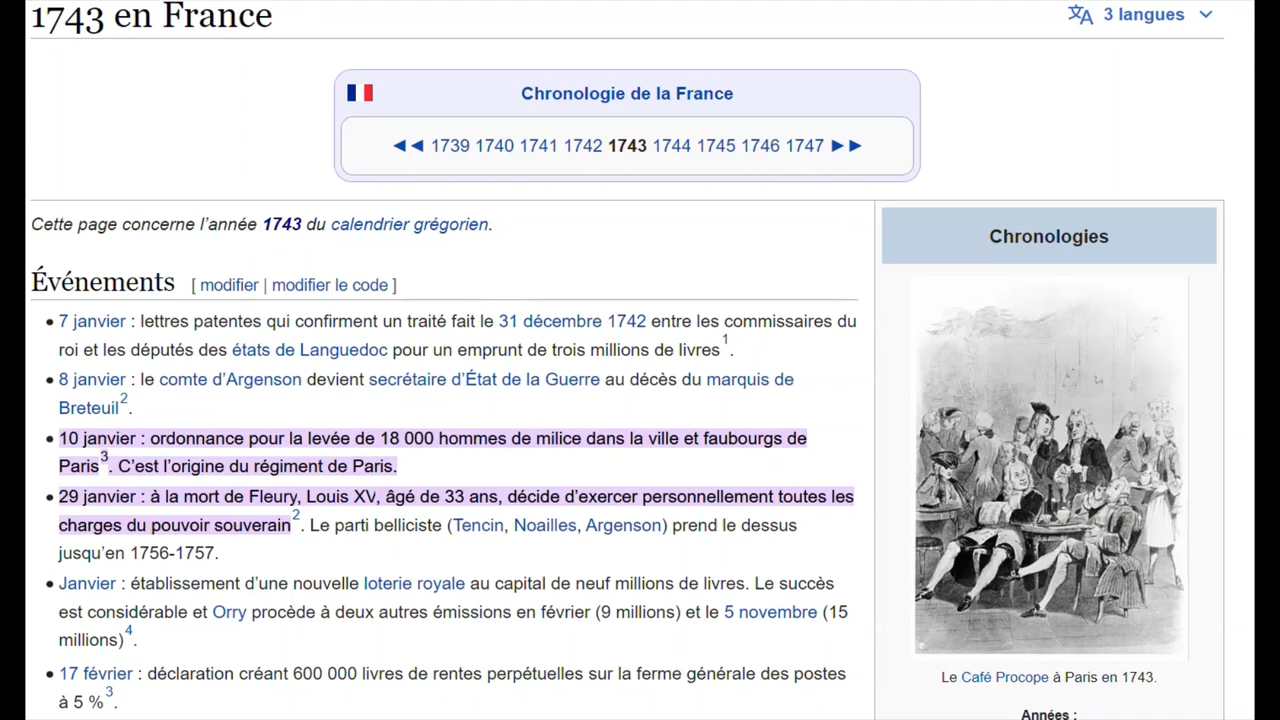 1743 en France
3 langues
Chronologie de la France
◄◄ 1739 1740 1741 1742 1743 1744 1745 1746 1747 ►►
Cette page concerne l’année 1743 du calendrier grégorien.
Événements [ modifier | modifier le code ]
• 7 janvier : lettres patentes qui confirment un traité fait le 31 décembre 1742 entre les commissaires du
roi et les députés des états de Languedoc pour un emprunt de trois millions de livres1.
• 8 janvier : le comte d’Argenson devient secrétaire d’État de la Guerre au décès du marquis de
Breteuil2.
• 10 janvier : ordonnance pour la levée de 18 000 hommes de milice dans la ville et faubourgs de
Paris3. C’est l’origine du régiment de Paris.
• 29 janvier : à la mort de Fleury, Louis XV, âgé de 33 ans, décide d’exercer personnellement toutes les
charges du pouvoir souverain2. Le parti belliciste (Tencin, Noailles, Argenson) prend le dessus
jusqu’en 1756-1757.
• Janvier : établissement d’une nouvelle loterie royale au capital de neuf millions de livres. Le succès
est considérable et Orry procède à deux autres émissions en février (9 millions) et le 5 novembre (15
millions)4.
• 17 février : déclaration créant 600 000 livres de rentes perpétuelles sur la ferme générale des postes
à 5 %3.
Chronologies
Le Café Procope à Paris en 1743.
Années :